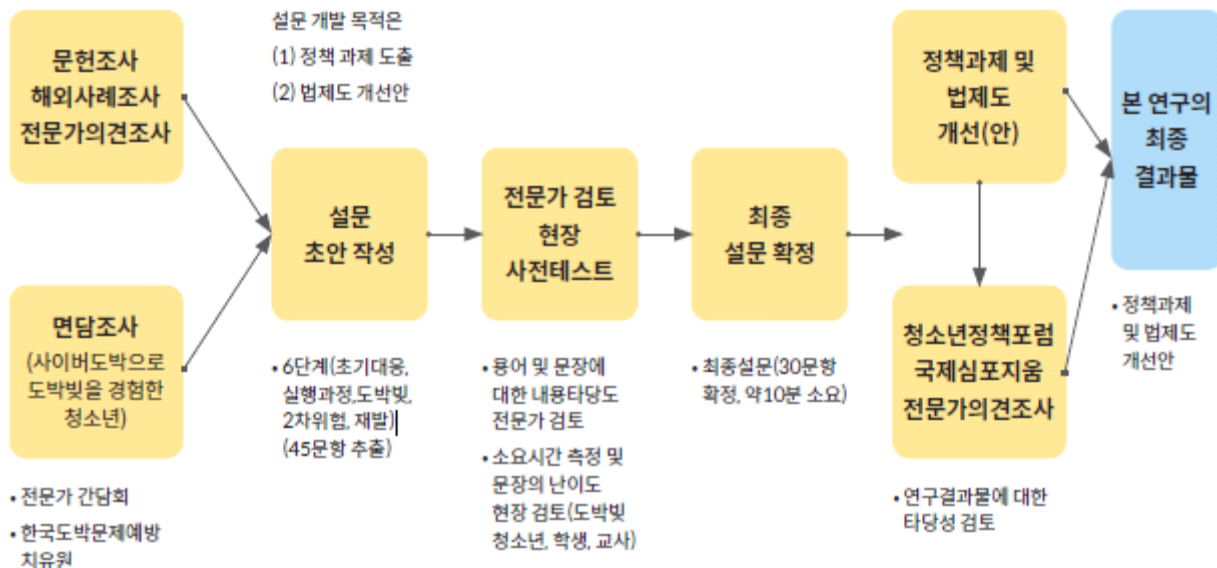 문헌조사
해외사례조사
전문가의견조사
면담조사
(사이버도박으로
도박빚을 경험한
청소년)
• 전문가 간담회
• 한국도박문제예방
치유원
설문 개발 목적은
(1) 정책 과제 도출
(2) 법제도 개선안
설문
초안 작성
• 6단계(초기대응,
실행과정,도박빚,
2차위험, 재발)
(45문항 추출)
전문가 검토
현장
사전테스트
• 용어 및 문장에
대한 내용타당도
전문가 검토
• 소요시간 측정 및
문장의 난이도
현장 검토(도박빚
청소년, 학생, 교사)
최종
설문 확정
• 최종설문(30문항
확정, 약10분 소요)
정책과제 및
법제도
개선(안)
청소년정책포럼
국제심포지움
전문가의견조사
• 연구결과물에 대한
타당성 검토
본 연구의
최종
결과물
• 정책과제
및 법제도
개선안